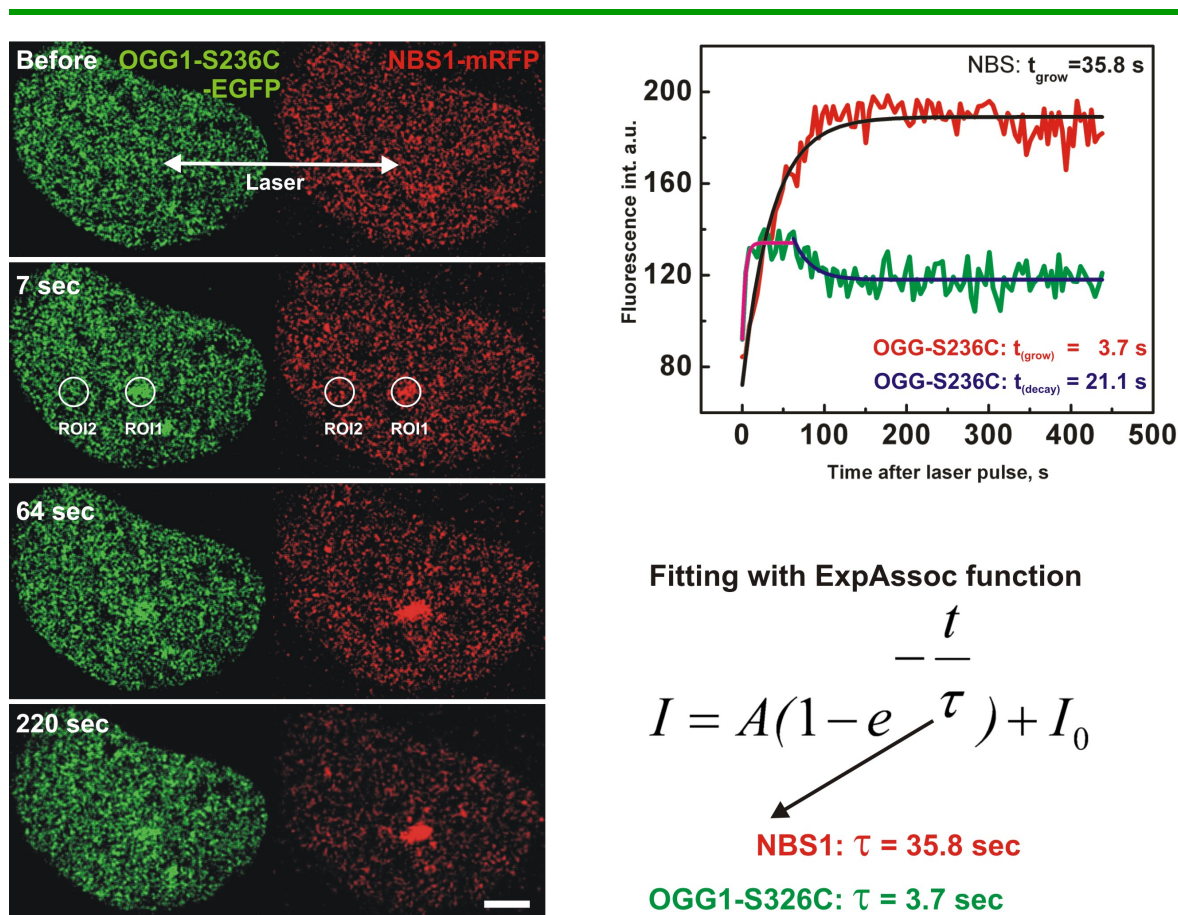 Before OGG1-S236C NBS1-mRFP
-EGFP
Laser
7 sec
ROI2 ROI1 ROI2 ROI1
64 sec
220 sec
NBS: t grow =35.8 s
200
160
120
80
0 100 200 300 400 500
Fluorescence int. a.u.
Time after laser pulse, s
OGG-S236C: t(grow) = 3.7 s
OGG-S236C: t(decay) = 21.1 s
Fitting with ExpAssoc function
I = A(1 − e^(−t/τ)) + I₀
NBS1: τ = 35.8 sec
OGG1-S326C: τ = 3.7 sec